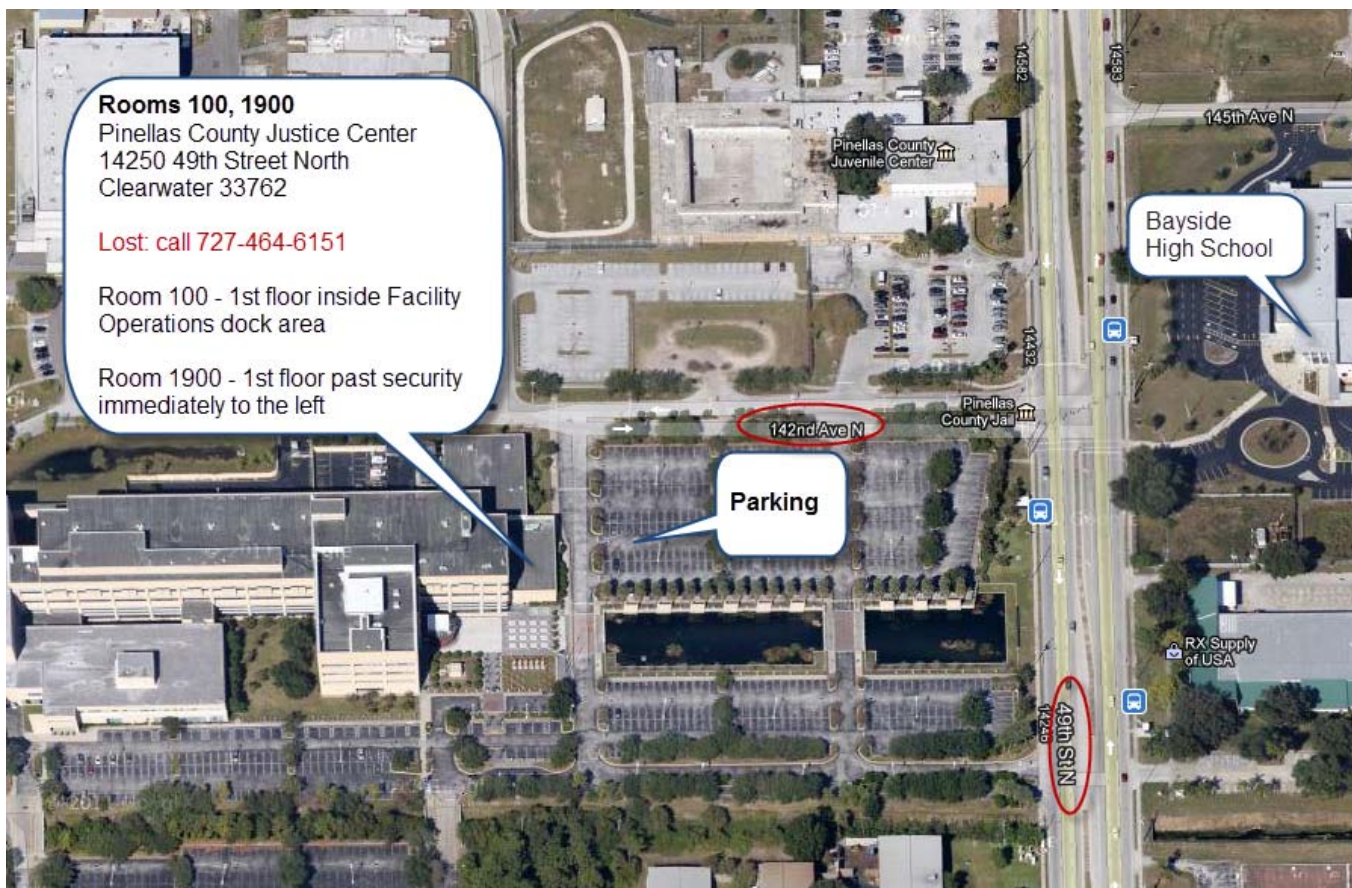 Rooms 100, 1900
Pinellas County Justice Center
14250 49th Street North
Clearwater 33762
Lost: call 727-464-6151
Room 100 - 1st floor inside Facility
Operations dock area
Room 1900 - 1st floor past security
immediately to the left
14582
14583
145th Ave N
Pinellas County
Juvenile Center
Bayside
High School
14432
Pinellas
County Jail
142nd Ave N
Parking
RX Supply
of USA
49th St N